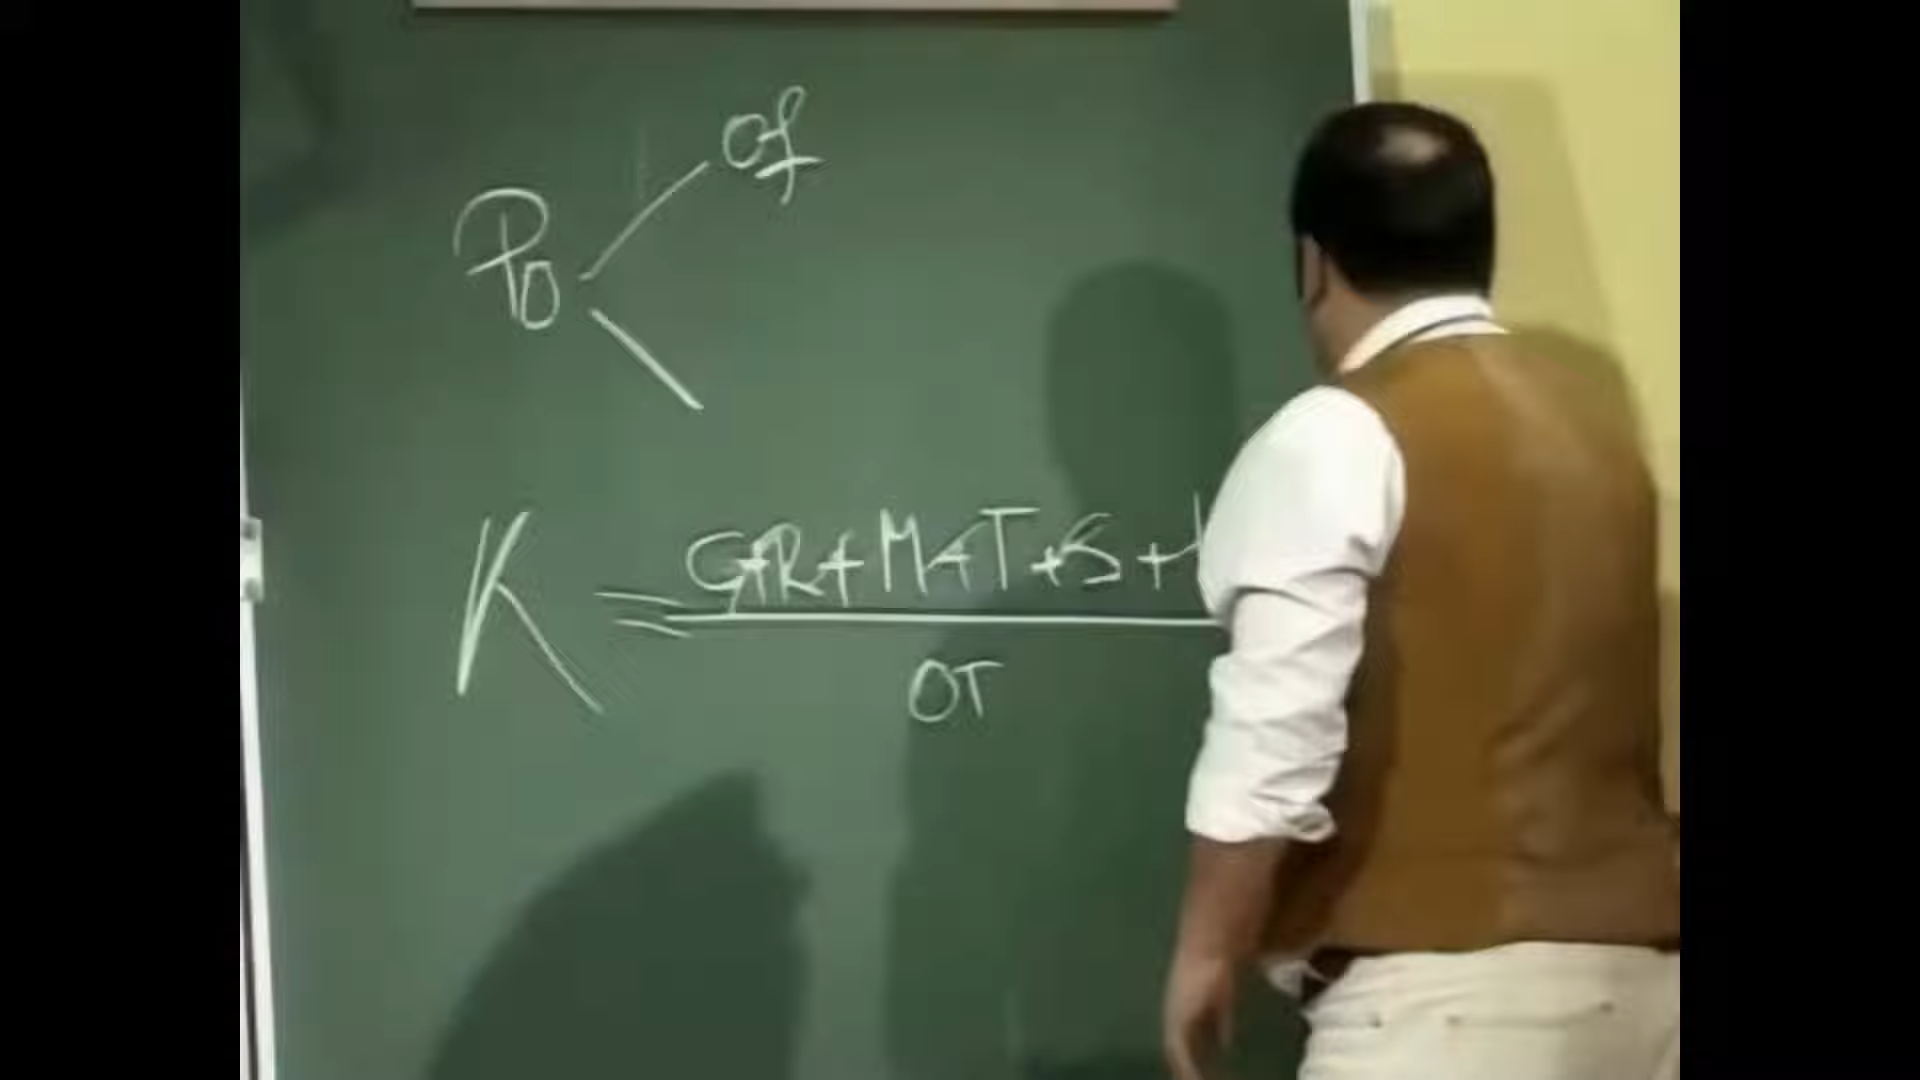 Of
Po
K = GR+M+T+S+
OT